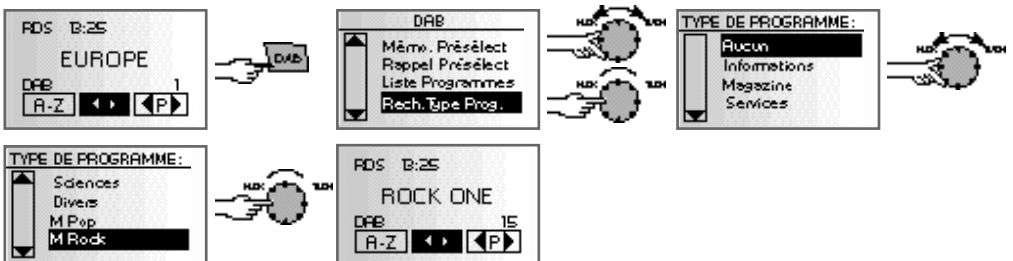 RDS 13:25
EUROPE
DAB 1
A-Z P
DAB
DAB
Mémo. Présélect
Rappel Présélect
Liste Programmes
Rech.Type Prog.
TYPE DE PROGRAMME:
Aucun
Informations
Magazine
Services
TYPE DE PROGRAMME:
Sciences
Divers
M Pop
M Rock
RDS 13:25
ROCK ONE
DAB 15
A-Z P